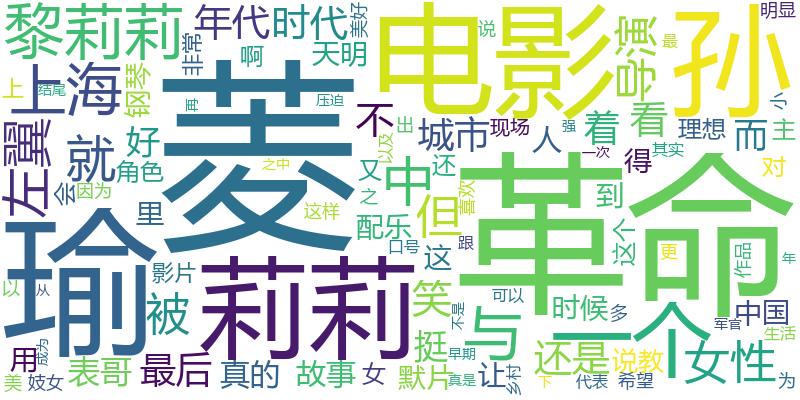 黎莉莉
年代
时代
非常
啊
美好
天明
电影
说
导演
孙
明显
最
上
结尾
上海
钢琴
再
压迫
菱
不
出
以及
城市
现场
人
着
看
理想
而
小
主
强
一次
得
其实
对
左翼
就
好
角色
会
因为
里
之中
这样
又
之
还
中
但
喜欢
配乐
口号
这
跟
革命
到
这个
更
作品
年
瑜
影片
以
从
被
莉莉
笑
与
不是
可以
一个
时候
多
中国
军官
生活
用
成为
挺
早期
还是
说教
女性
美
妓女
表哥
最后
真的
故事
女
默片
让
真是
乡村
下
代表
希望
为